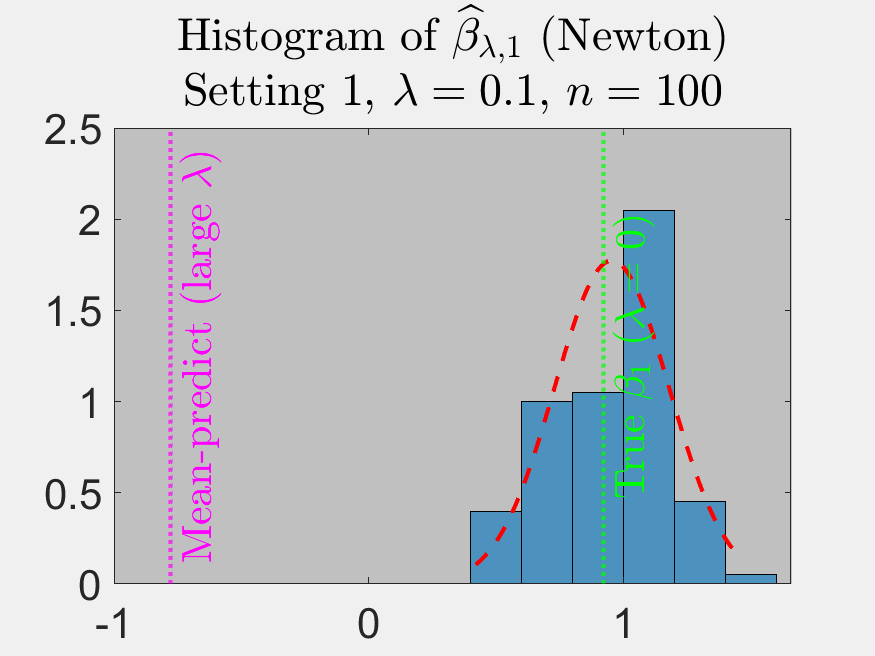 Histogram of β̂λ,1 (Newton)
Setting 1, λ = 0.1, n = 100
2.5
2
1.5
1
0.5
0
-1
0
1
Mean-predict (large λ)
True β1 (λ = 0)